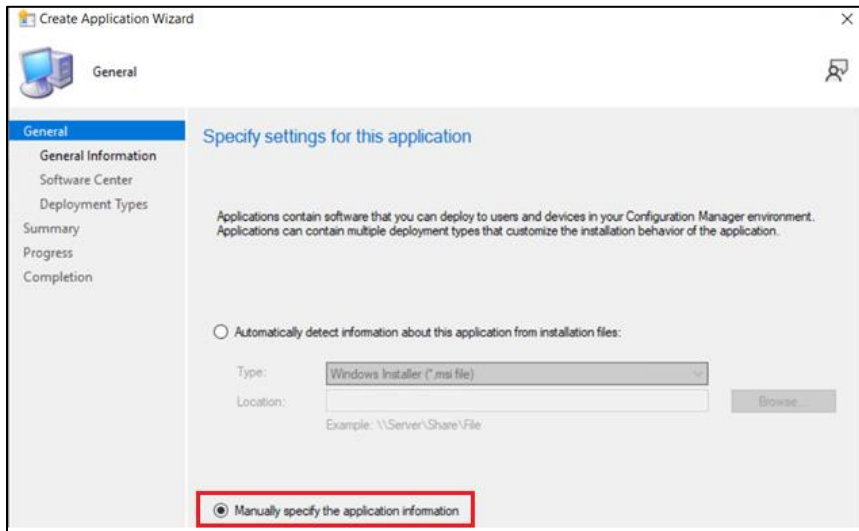 Create Application Wizard
General
General
General Information
Software Center
Deployment Types
Summary
Progress
Completion
Specify settings for this application
Applications contain software that you can deploy to users and devices in your Configuration Manager environment.
Applications can contain multiple deployment types that customize the installation behavior of the application.
Automatically detect information about this application from installation files:
Type:
Windows Installer (*.msi file)
Location:
Browse...
Example: \\Server\Share\File
Manually specify the application information